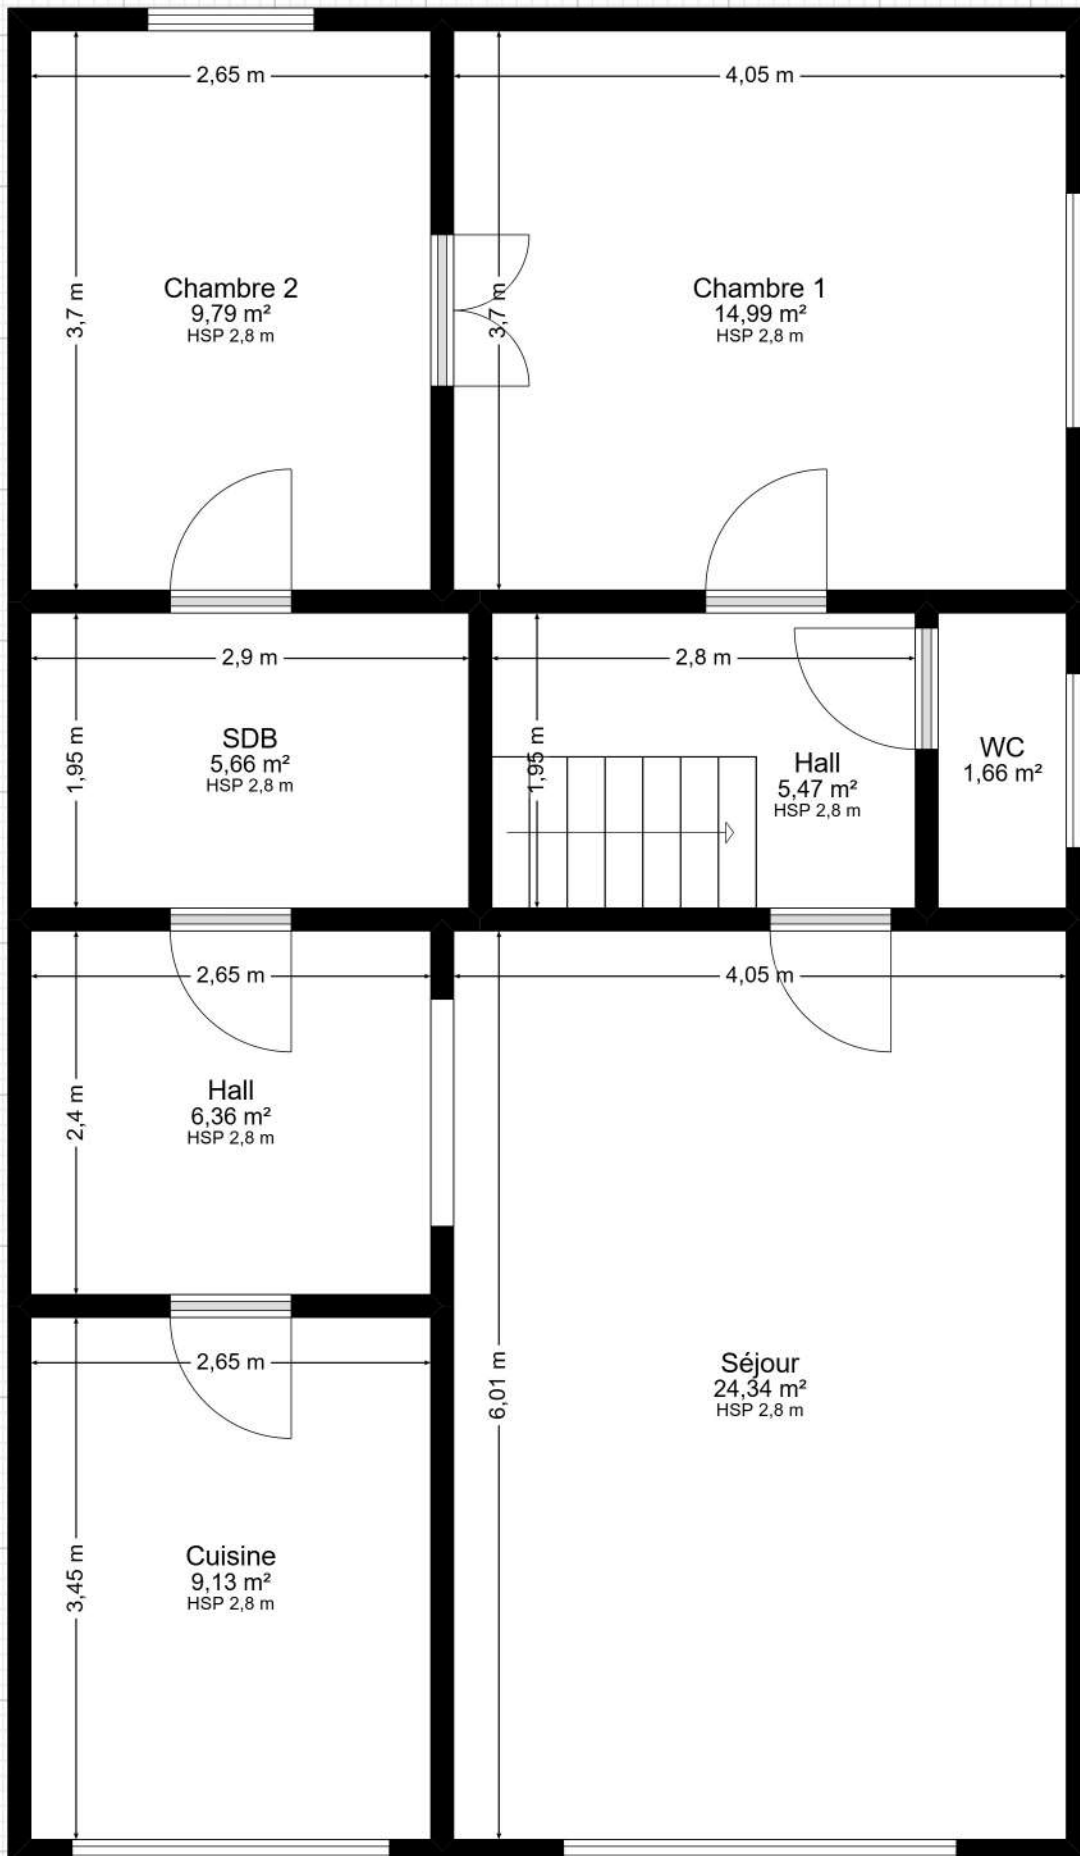 2,65 m
4,05 m
3,7 m
Chambre 2
9,79 m²
HSP 2,8 m
3,7 m
Chambre 1
14,99 m²
HSP 2,8 m
2,9 m
2,8 m
1,95 m
SDB
5,66 m²
HSP 2,8 m
1,95 m
Hall
5,47 m²
HSP 2,8 m
WC
1,66 m²
2,65 m
4,05 m
2,4 m
Hall
6,36 m²
HSP 2,8 m
2,65 m
6,01 m
Séjour
24,34 m²
HSP 2,8 m
3,45 m
Cuisine
9,13 m²
HSP 2,8 m